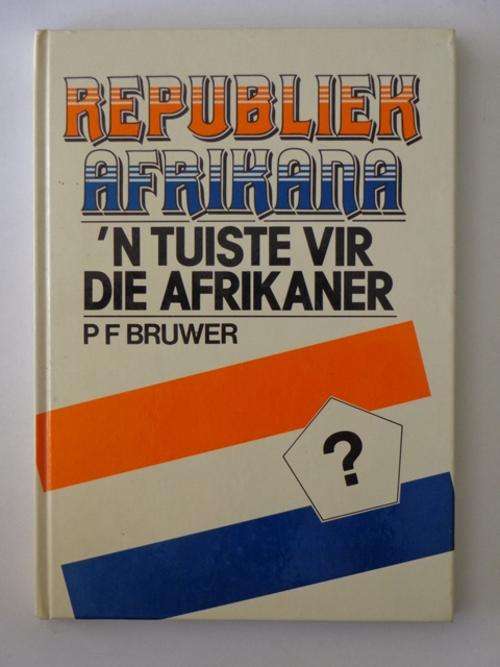 REPUBLIEK
AFRIKANA
'N TUISTE VIR
DIE AFRIKANER
P F BRUWER
?